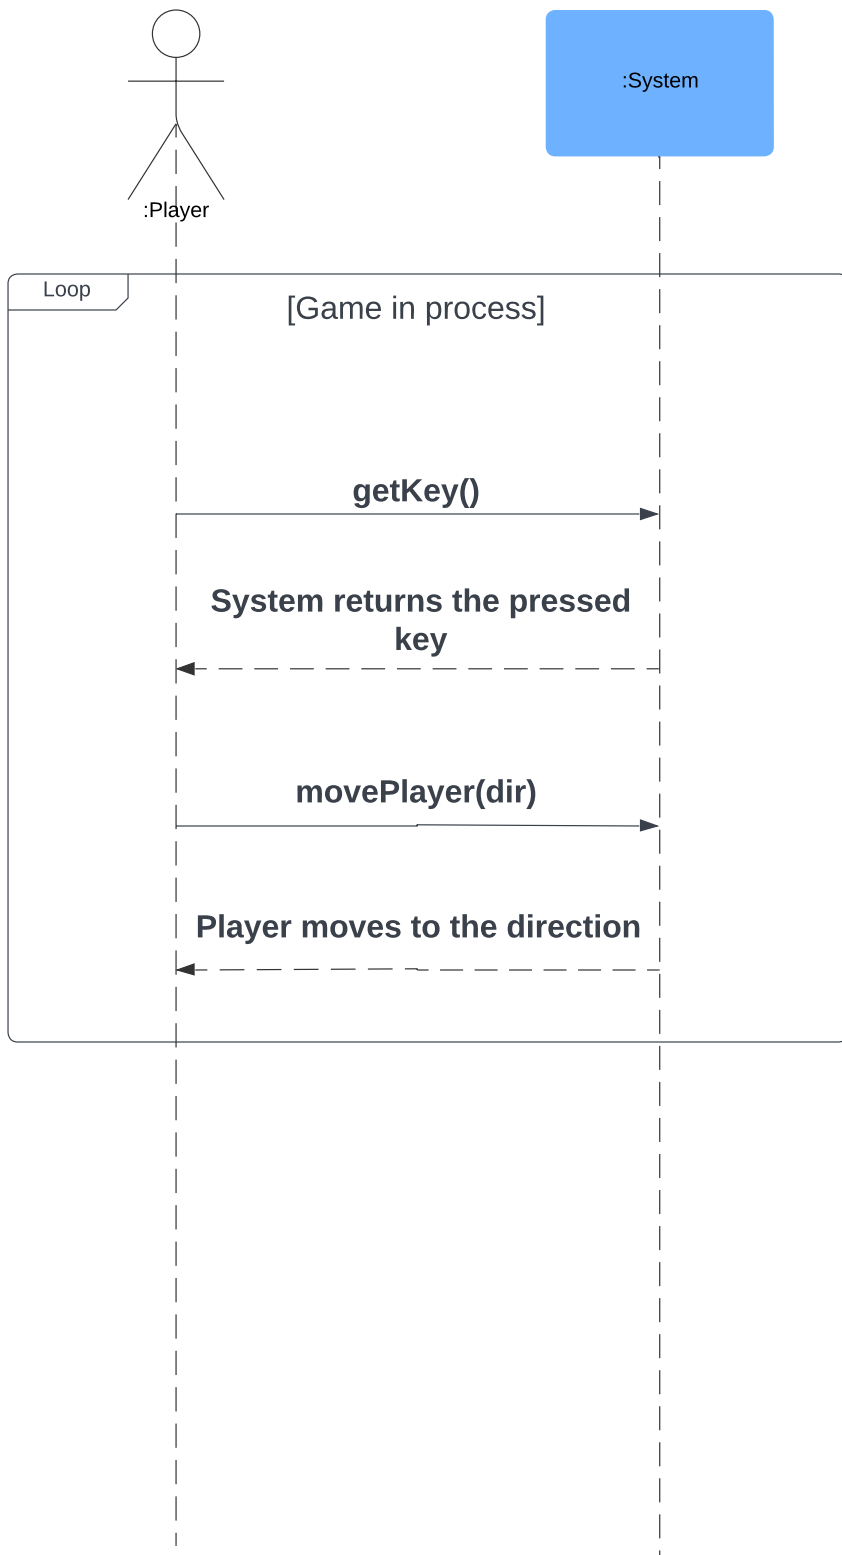 :System
:Player
Loop
[Game in process]
getKey()
System returns the pressed
key
movePlayer(dir)
Player moves to the direction